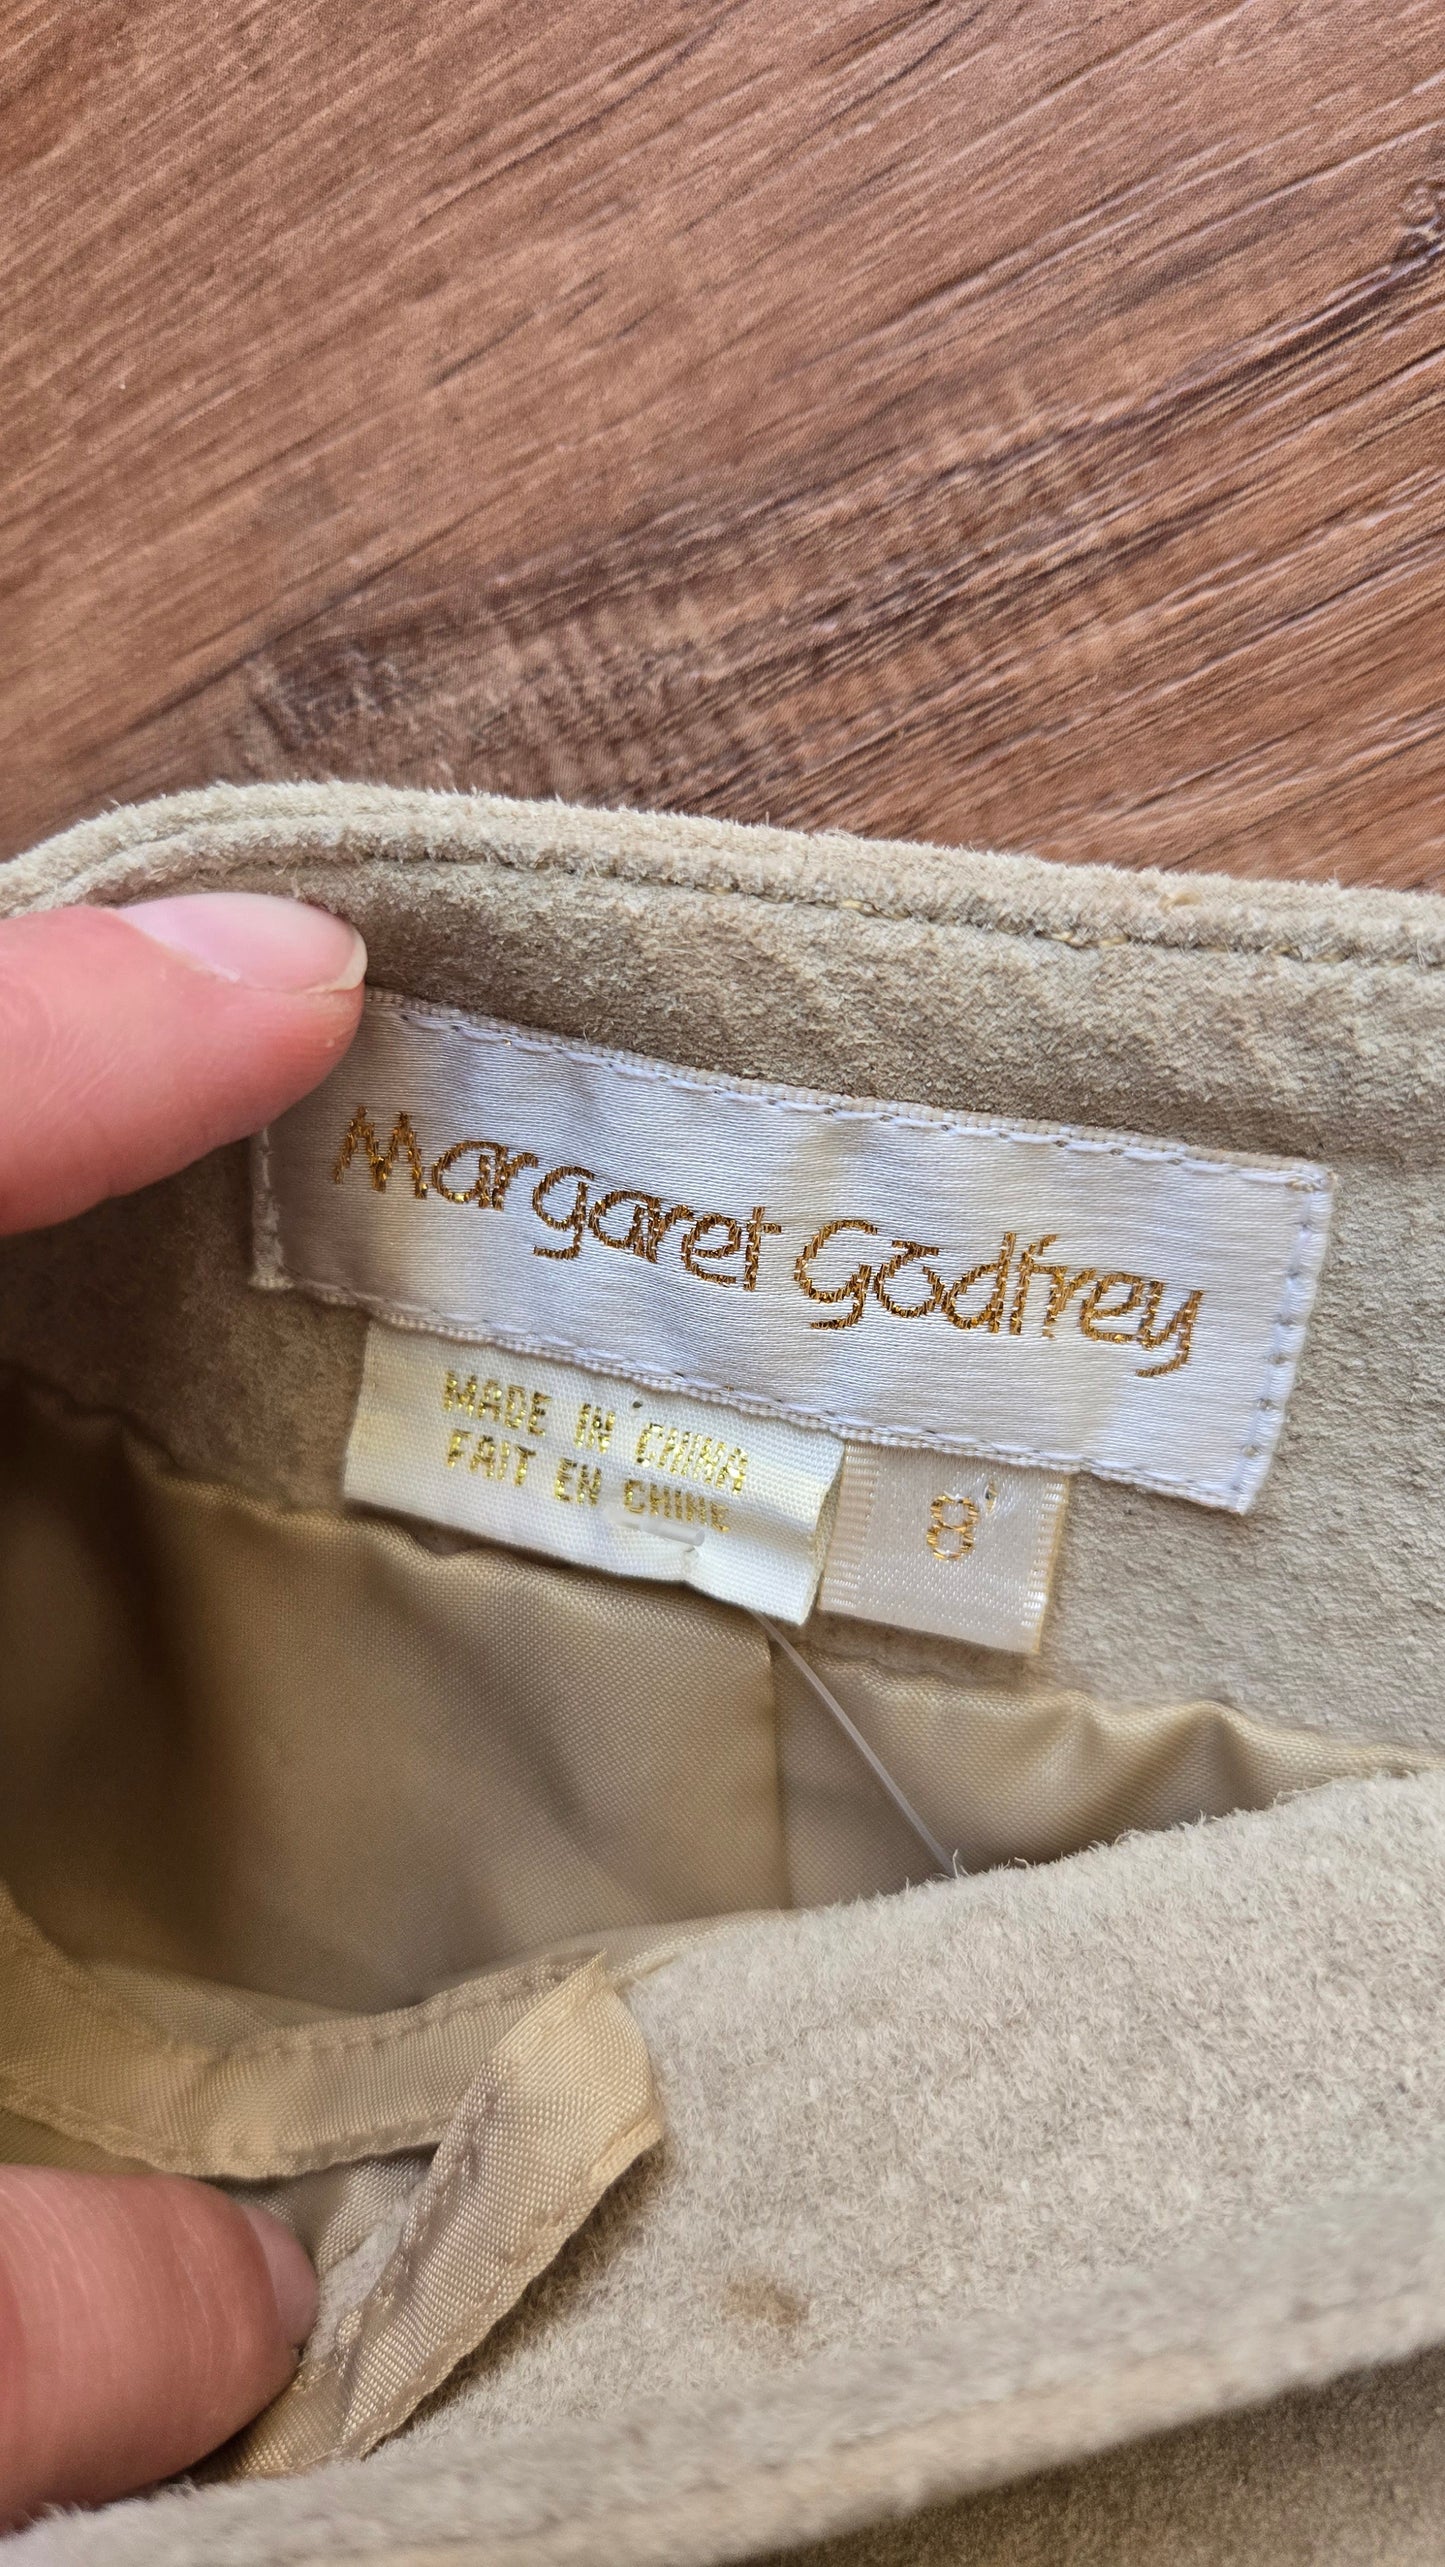 Margaret Godfrey
MADE IN CHINA
FAIT EN CHINE
8